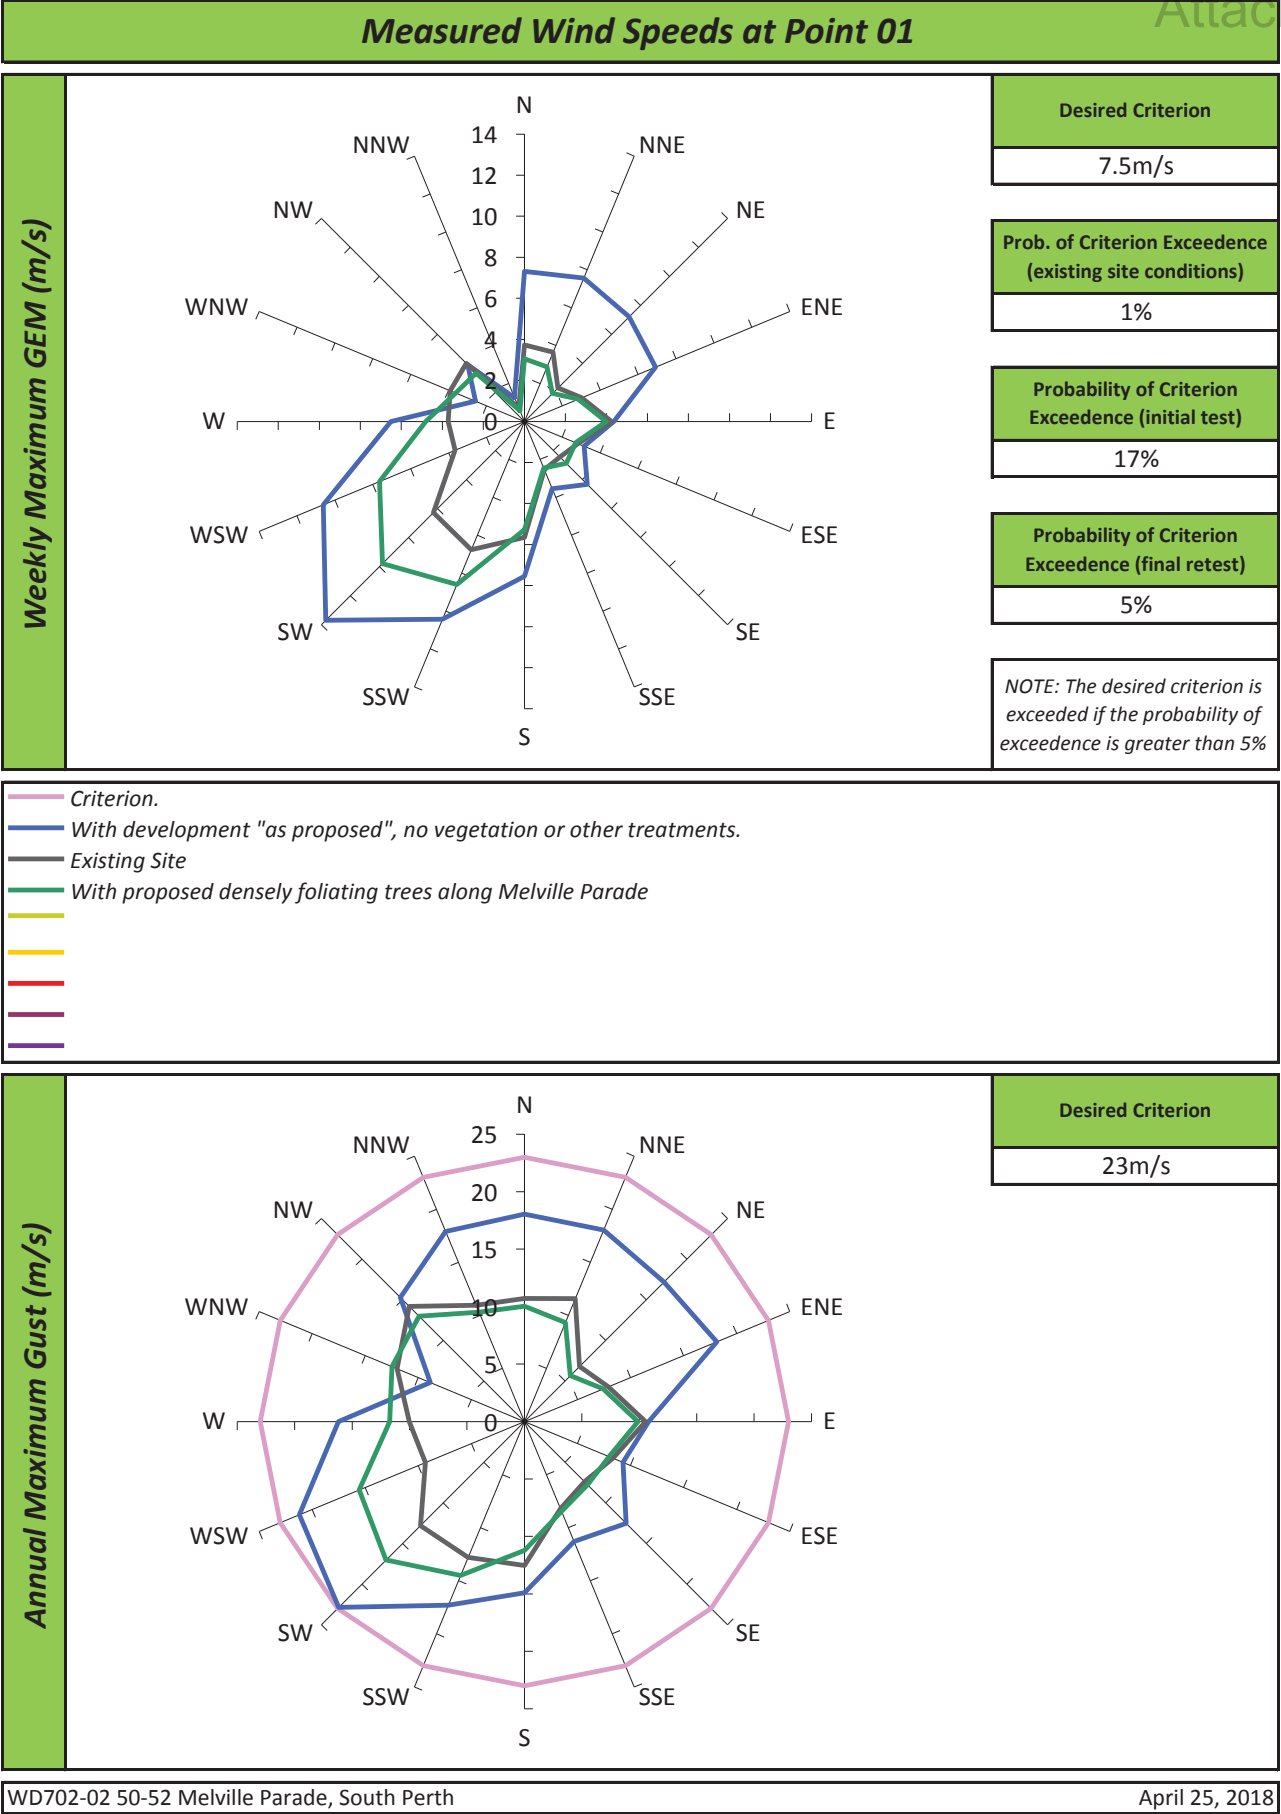 Attac
Measured Wind Speeds at Point 01
Weekly Maximum GEM (m/s)
N
NNE
NE
ENE
E
ESE
SE
SSE
S
SSW
SW
WSW
W
WNW
NW
NNW
14
12
10
8
6
4
2
0
Desired Criterion
7.5m/s
Prob. of Criterion Exceedence
(existing site conditions)
1%
Probability of Criterion
Exceedence (initial test)
17%
Probability of Criterion
Exceedence (final retest)
5%
NOTE: The desired criterion is
exceeded if the probability of
exceedence is greater than 5%
Criterion.
With development "as proposed", no vegetation or other treatments.
Existing Site
With proposed densely foliating trees along Melville Parade
Annual Maximum Gust (m/s)
N
NNE
NE
ENE
E
ESE
SE
SSE
S
SSW
SW
WSW
W
WNW
NW
NNW
25
20
15
10
5
0
Desired Criterion
23m/s
WD702-02 50-52 Melville Parade, South Perth
April 25, 2018